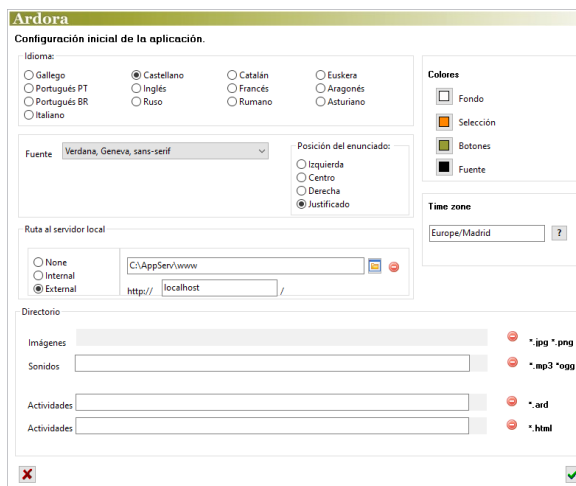 Ardora
Configuración inicial de la aplicación.
Idioma:
Gallego
Castellano
Catalán
Euskera
Portugués PT
Inglés
Francés
Aragonés
Portugués BR
Ruso
Rumano
Asturiano
Italiano
Colores
Fondo
Selección
Botones
Fuente
Fuente
Verdana, Geneva, sans-serif
Posición del enunciado:
Izquierda
Centro
Derecha
Justificado
Time zone
Europe/Madrid
?
Ruta al servidor local
None
Internal
External
C:\AppServ\www
http://
localhost
/
Directorio
Imágenes
*.jpg *.png
Sonidos
*.mp3 *ogg
Actividades
*.ard
Actividades
*.html